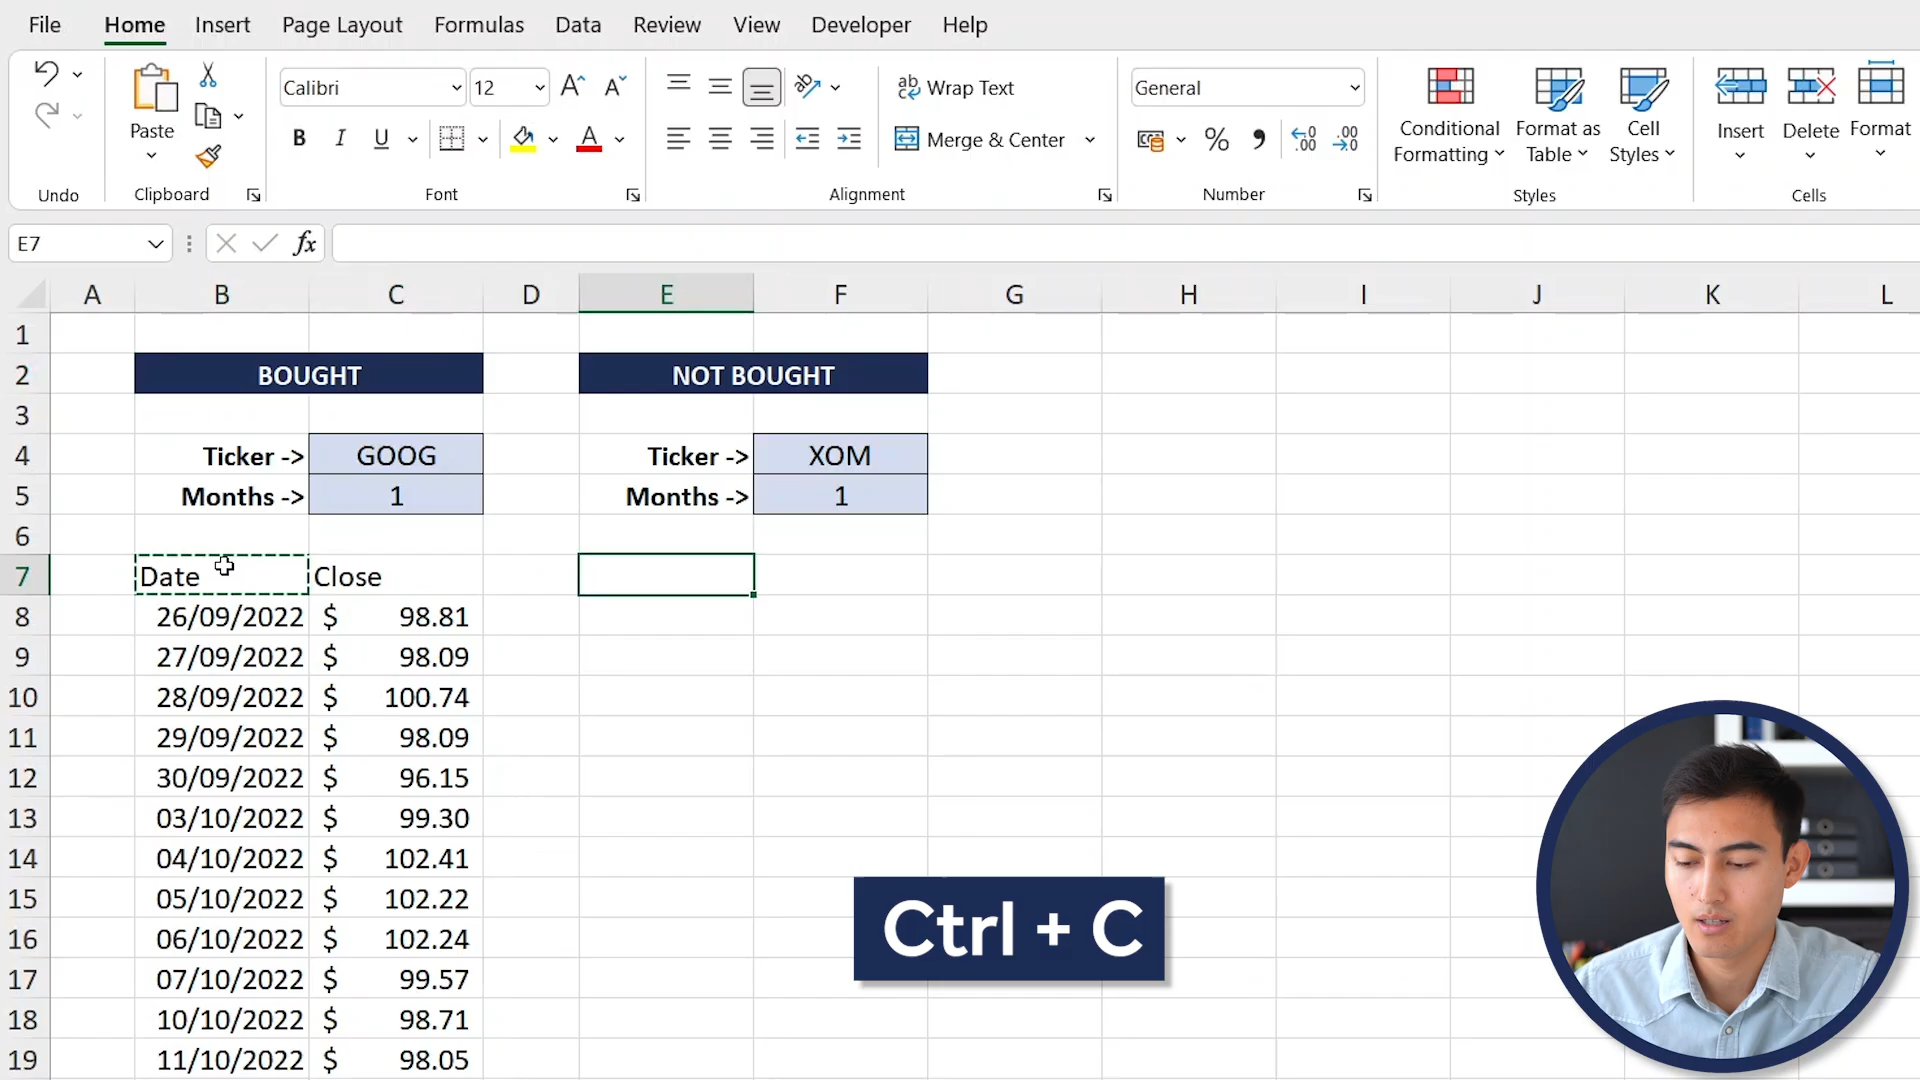 File Home Insert Page Layout Formulas Data Review View Developer Help
Calibri 12 Wrap Text General
Paste B I U A Merge & Center % Conditional Formatting Format as Table Cell Styles Insert Delete Format
Undo Clipboard Font Alignment Number Styles Cells
E7 fx
A B C D E F G H I J K L
1
2 BOUGHT NOT BOUGHT
3
4 Ticker -> GOOG Ticker -> XOM
5 Months -> 1 Months -> 1
6
7 Date Close
8 26/09/2022 $ 98.81
9 27/09/2022 $ 98.09
10 28/09/2022 $ 100.74
11 29/09/2022 $ 98.09
12 30/09/2022 $ 96.15
13 03/10/2022 $ 99.30
14 04/10/2022 $ 102.41
15 05/10/2022 $ 102.22
16 06/10/2022 $ 102.24
17 07/10/2022 $ 99.57
18 10/10/2022 $ 98.71
19 11/10/2022 $ 98.05
Ctrl + C